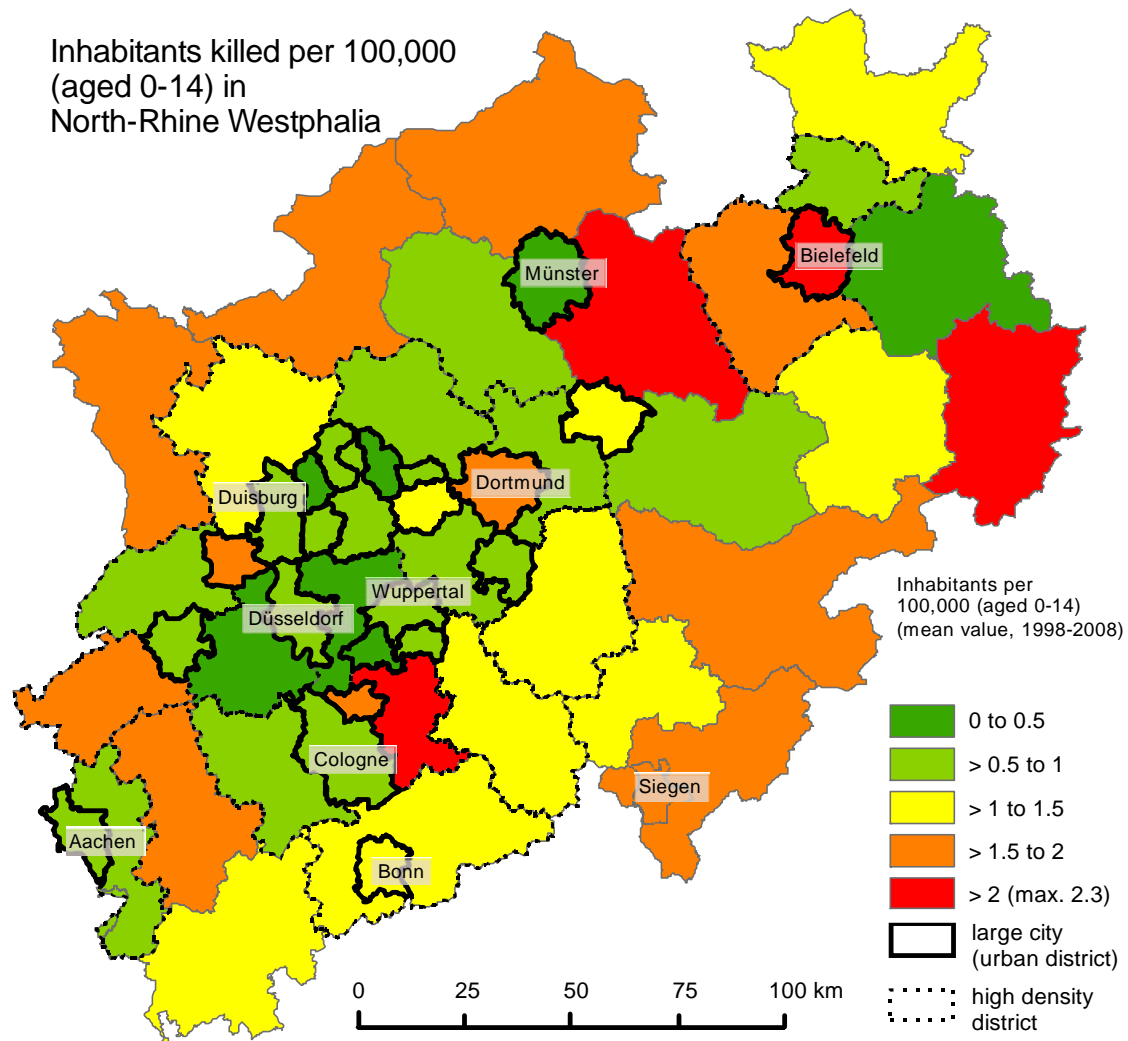 Inhabitants killed per 100,000
(aged 0-14) in
North-Rhine Westphalia
Münster
Bielefeld
Duisburg
Dortmund
Wuppertal
Düsseldorf
Cologne
Siegen
Aachen
Bonn
Inhabitants per
100,000 (aged 0-14)
(mean value, 1998-2008)
0 to 0.5
> 0.5 to 1
> 1 to 1.5
> 1.5 to 2
> 2 (max. 2.3)
large city
(urban district)
high density
district
0 25 50 75 100 km